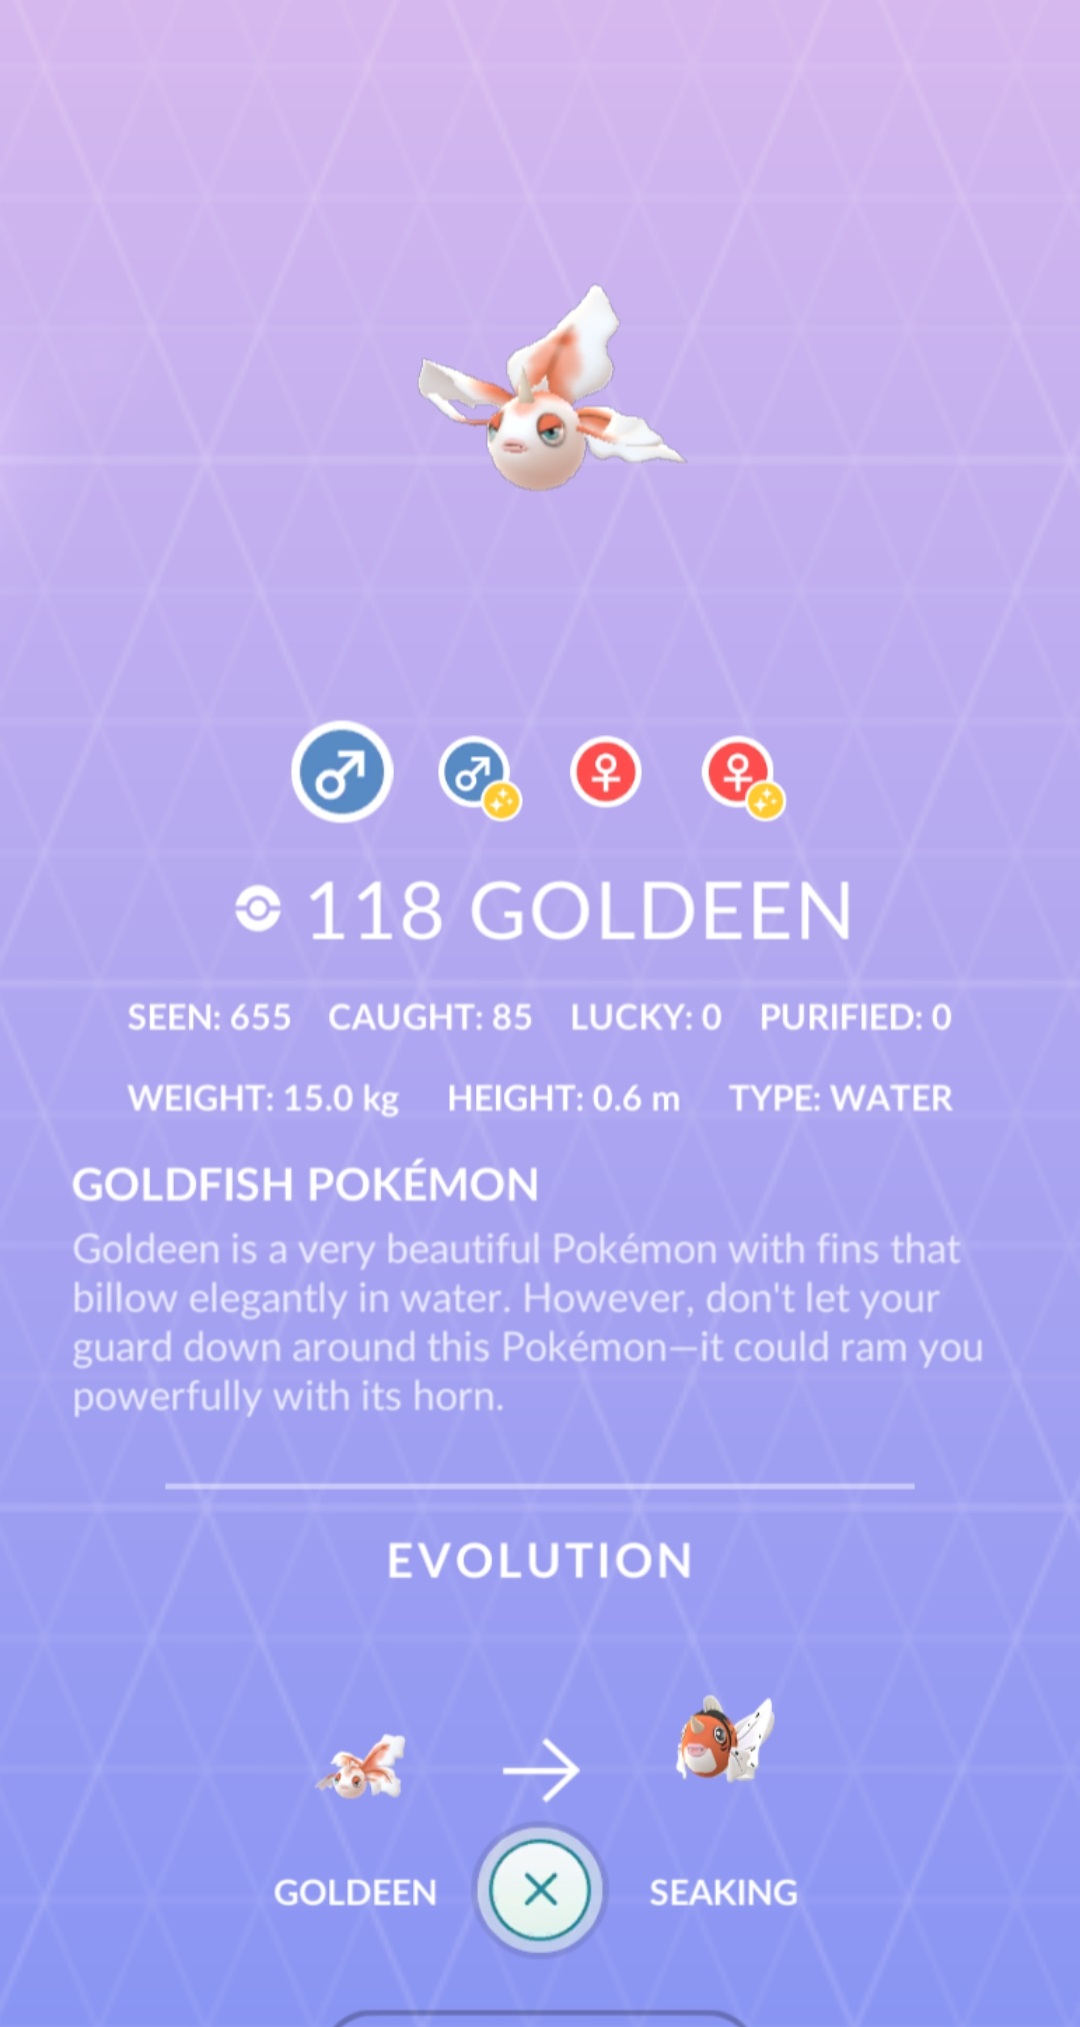 118 GOLDEEN
SEEN: 655 CAUGHT: 85 LUCKY: 0 PURIFIED: 0
WEIGHT: 15.0 kg HEIGHT: 0.6 m TYPE: WATER
GOLDFISH POKÉMON
Goldeen is a very beautiful Pokémon with fins that
billow elegantly in water. However, don't let your
guard down around this Pokémon—it could ram you
powerfully with its horn.
EVOLUTION
GOLDEEN SEAKING